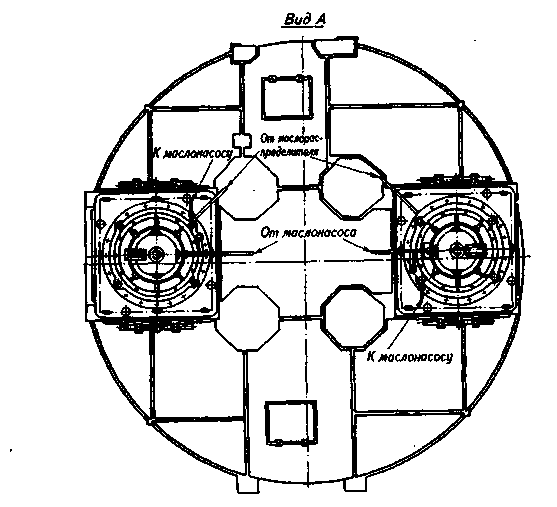 Вид А
От маслорас-
пределителя
К маслонасосу
От маслонасоса
К маслонасосу